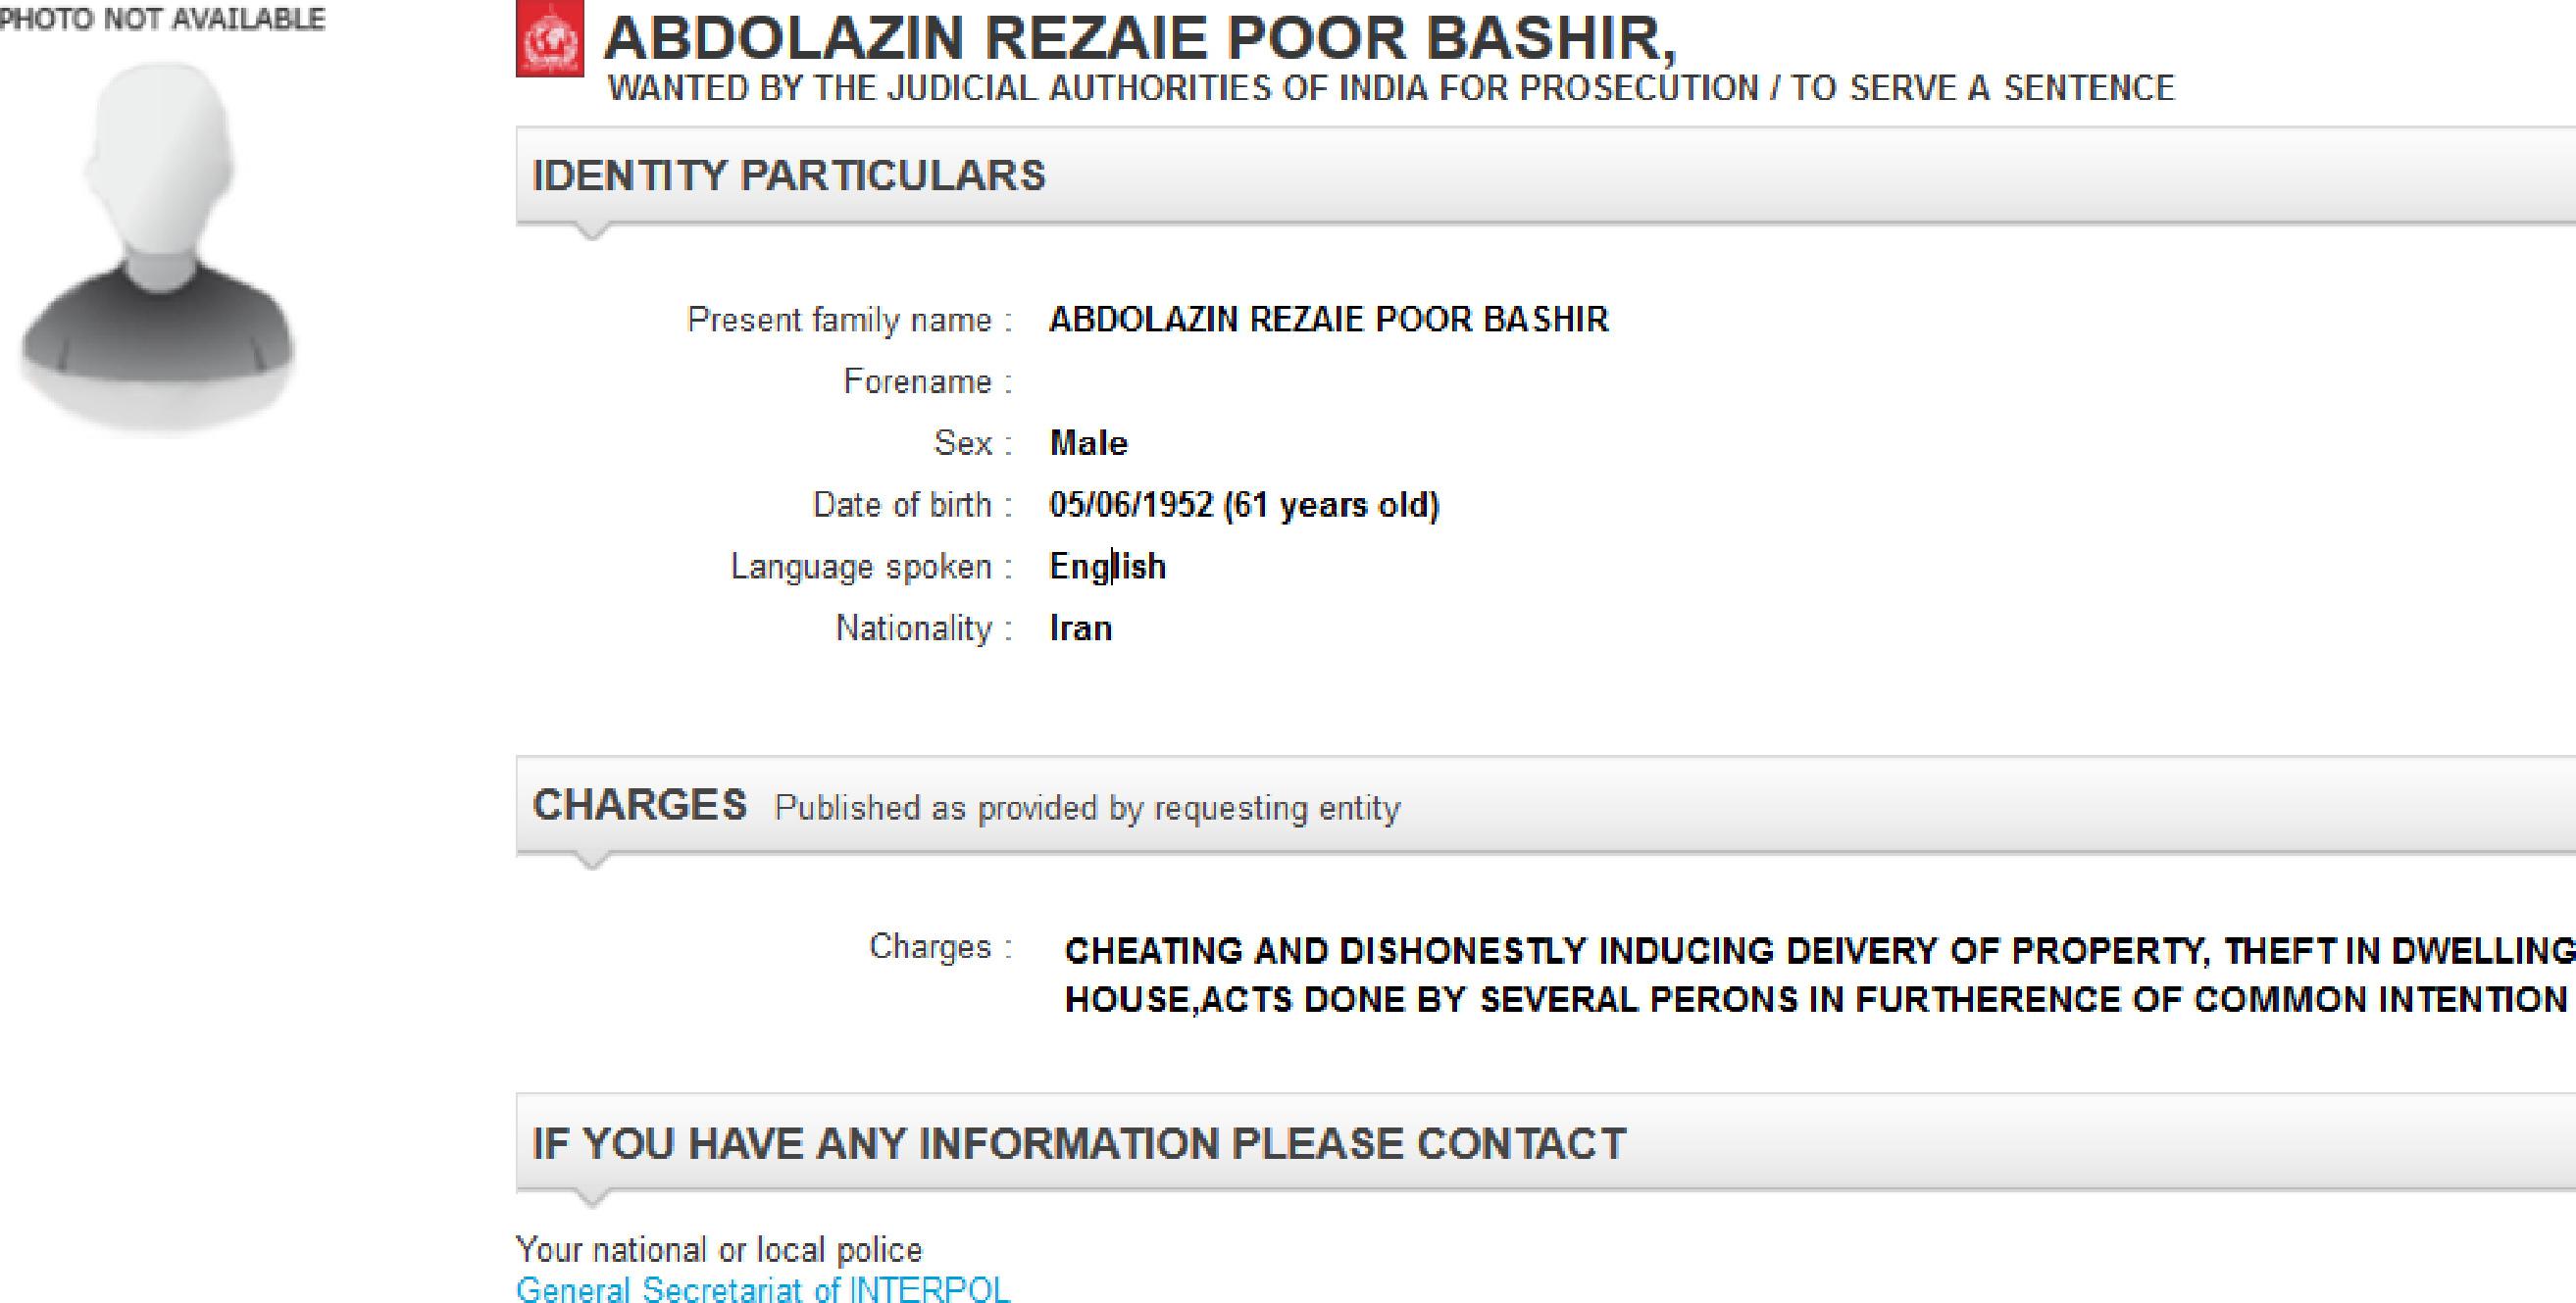 PHOTO NOT AVAILABLE
ABDOLAZIN REZAIE POOR BASHIR,
WANTED BY THE JUDICIAL AUTHORITIES OF INDIA FOR PROSECUTION / TO SERVE A SENTENCE
IDENTITY PARTICULARS
Present family name : ABDOLAZIN REZAIE POOR BASHIR
Forename :
Sex : Male
Date of birth : 05/06/1952 (61 years old)
Language spoken : English
Nationality : Iran
CHARGES Published as provided by requesting entity
Charges : CHEATING AND DISHONESTLY INDUCING DEIVERY OF PROPERTY, THEFT IN DWELLING
HOUSE,ACTS DONE BY SEVERAL PERONS IN FURTHERENCE OF COMMON INTENTION
IF YOU HAVE ANY INFORMATION PLEASE CONTACT
Your national or local police
General Secretariat of INTERPOL